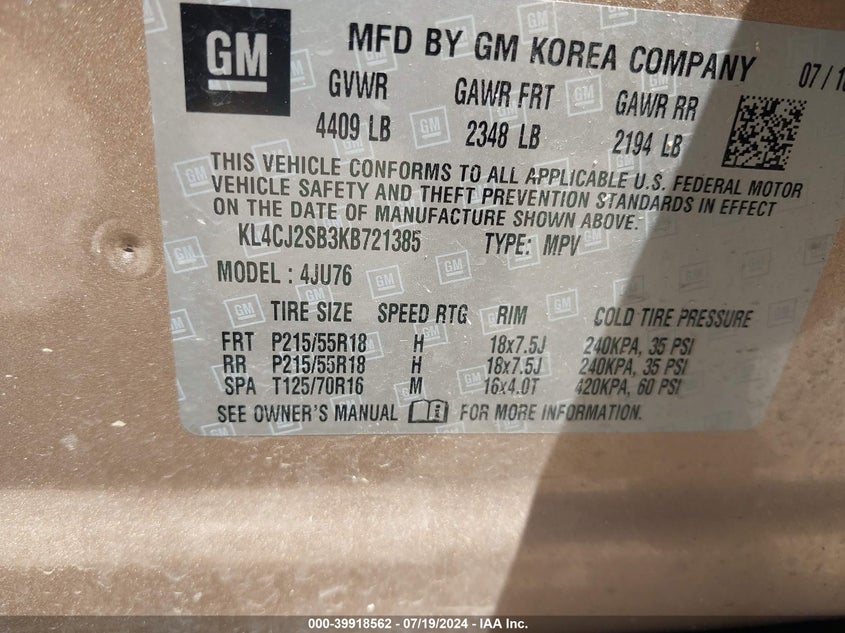 GM MFD BY GM KOREA COMPANY 07 / 18
GVWR GAWR FRT GAWR RR
4409 LB 2348 LB 2194 LB
THIS VEHICLE CONFORMS TO ALL APPLICABLE U.S. FEDERAL MOTOR
VEHICLE SAFETY AND THEFT PREVENTION STANDARDS IN EFFECT
ON THE DATE OF MANUFACTURE SHOWN ABOVE.
KL4CJ2SB3KB721385 TYPE: MPV
MODEL : 4JU76
TIRE SIZE SPEED RTG RIM COLD TIRE PRESSURE
FRT P215/55R18 H 18x7.5J 240KPA, 35 PSI
RR P215/55R18 H 18x7.5J 240KPA, 35 PSI
SPA T125/70R16 M 16x4.0T 420KPA, 60 PSI
SEE OWNER'S MANUAL FOR MORE INFORMATION.
000-39918562 - 07/19/2024 - IAA Inc.